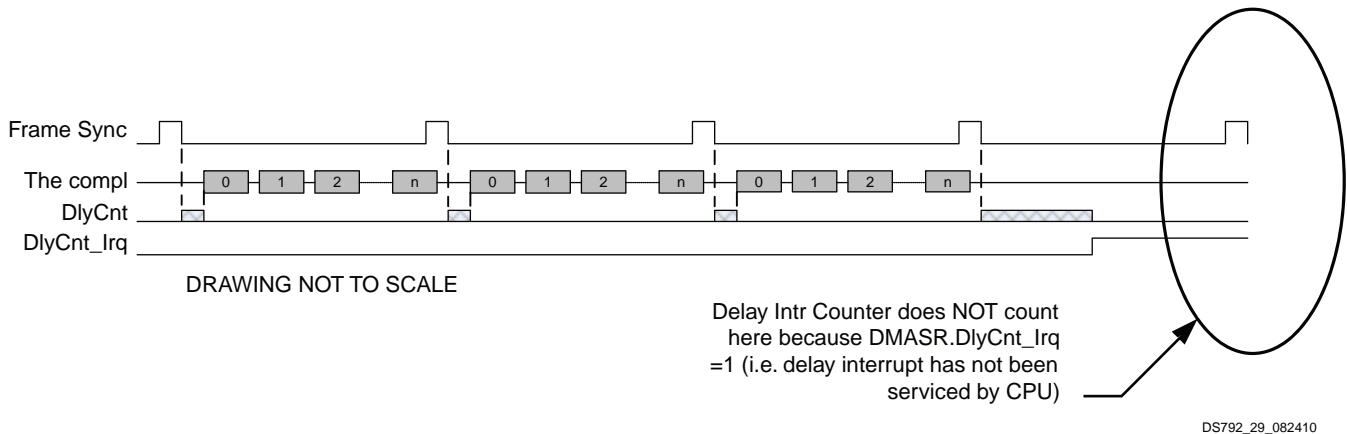 Frame Sync
The compl 0 1 2 n 0 1 2 n 0 1 2 n
DlyCnt
DlyCnt_Irq
DRAWING NOT TO SCALE
Delay Intr Counter does NOT count
here because DMASR.DlyCnt_Irq
=1 (i.e. delay interrupt has not been
serviced by CPU)
DS792_29_082410